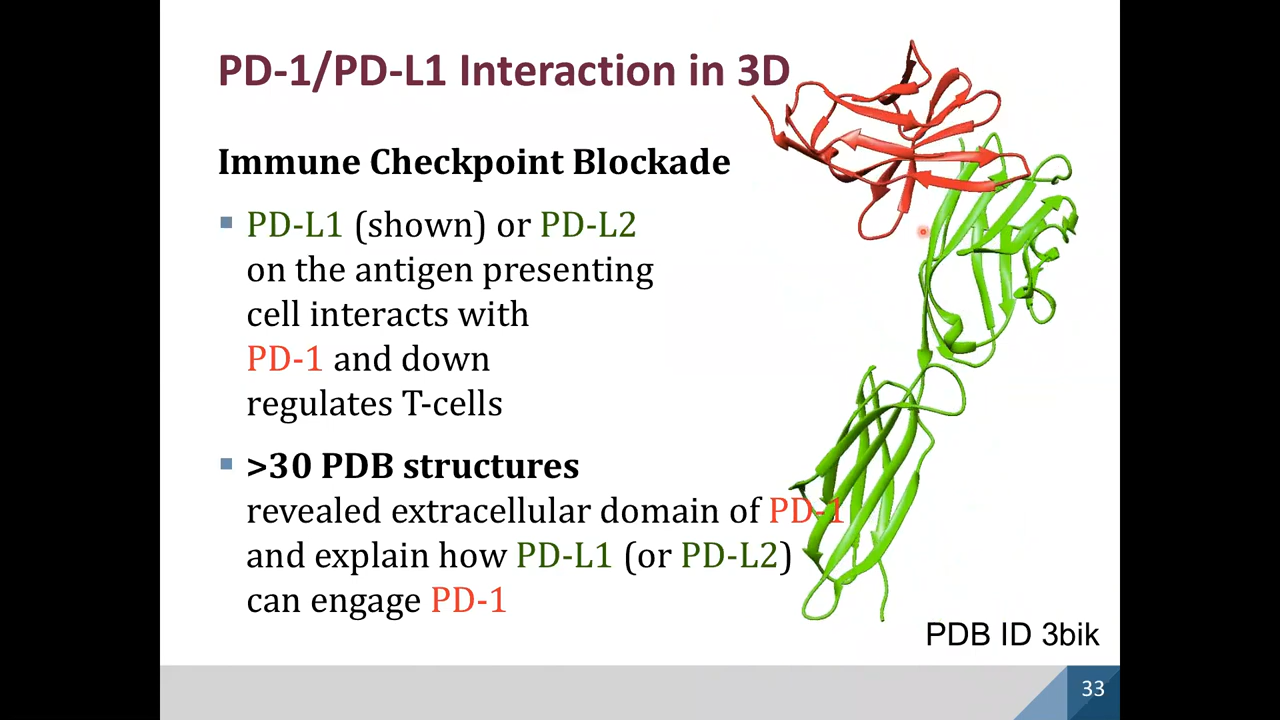 PD-1/PD-L1 Interaction in 3D
Immune Checkpoint Blockade
PD-L1 (shown) or PD-L2
on the antigen presenting
cell interacts with
PD-1 and down
regulates T-cells
>30 PDB structures
revealed extracellular domain of PD-1
and explain how PD-L1 (or PD-L2)
can engage PD-1
PDB ID 3bik
33